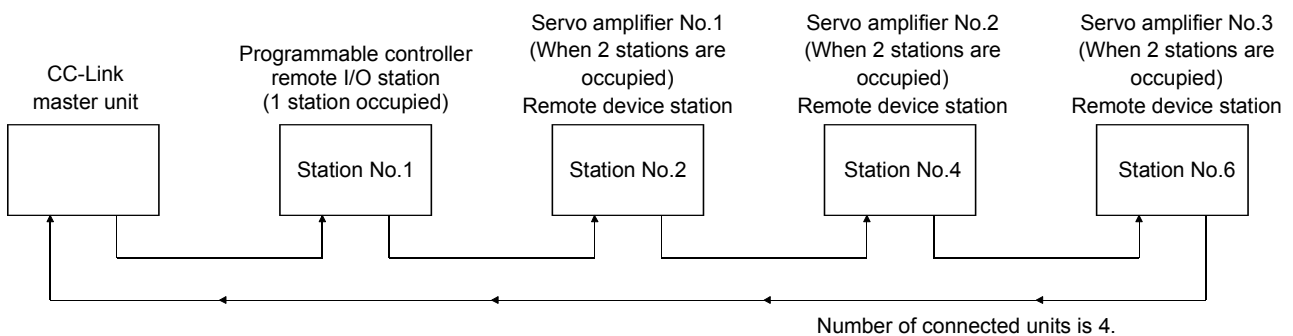 CC-Link
master unit
Programmable controller
remote I/O station
(1 station occupied)
Servo amplifier No.1
(When 2 stations are
occupied)
Remote device station
Servo amplifier No.2
(When 2 stations are
occupied)
Remote device station
Servo amplifier No.3
(When 2 stations are
occupied)
Remote device station
Station No.1
Station No.2
Station No.4
Station No.6
Number of connected units is 4.